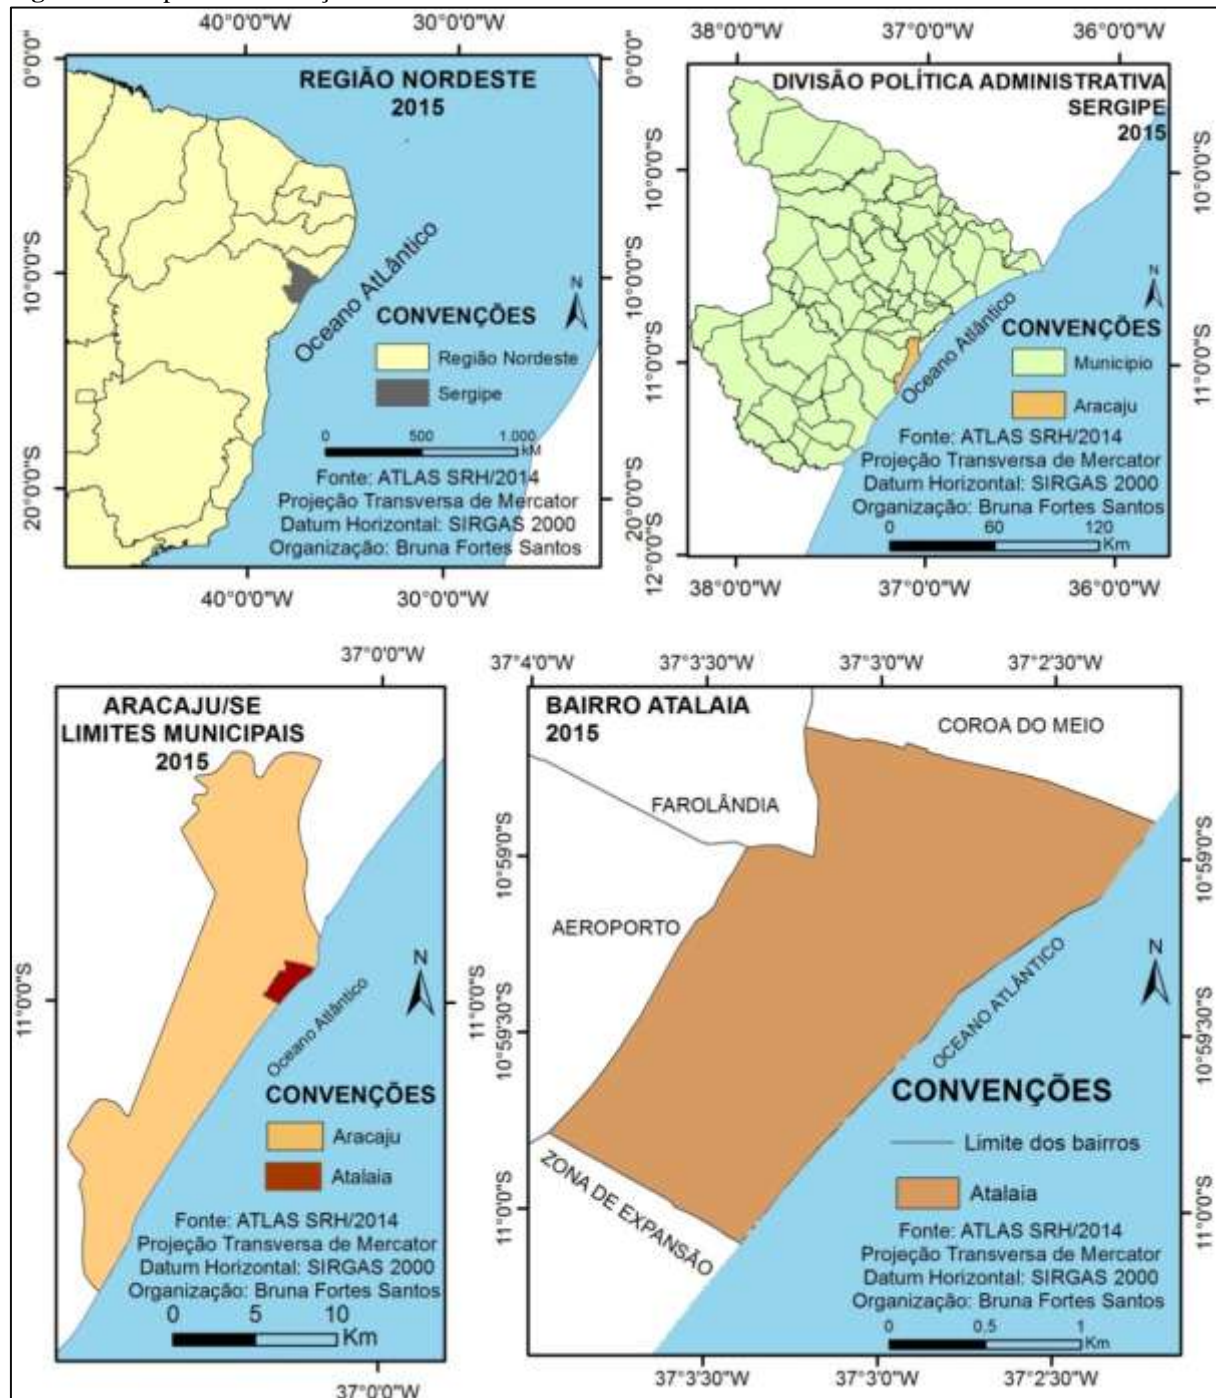 40°0'0"W 30°0'0"W
0°0'0" 0°0'0"
REGIÃO NORDESTE
2015
10°0'0"S 10°0'0"S
Oceano AtLântico
N
CONVENÇÕES
Região Nordeste
Sergipe
0 500 1.000
kM
Fonte: ATLAS SRH/2014
Projeção Transversa de Mercator
Datum Horizontal: SIRGAS 2000
Organização: Bruna Fortes Santos
20°0'0"S 20°0'0"S
40°0'0"W 30°0'0"W
38°0'0"W 37°0'0"W 36°0'0"W
DIVISÃO POLÍTICA ADMINISTRATIVA
SERGIPE
2015
10°0'0"S 10°0'0"S
N
Oceano Atlântico
CONVENÇÕES
Municipio
Aracaju
11°0'0"S 11°0'0"S
Fonte: ATLAS SRH/2014
Projeção Transversa de Mercator
Datum Horizontal: SIRGAS 2000
Organização: Bruna Fortes Santos
0 60 120
Km
12°0'0"S
38°0'0"W 37°0'0"W 36°0'0"W
37°0'0"W
ARACAJU/SE
LIMITES MUNICIPAIS
2015
N
11°0'0"S 11°0'0"S
Oceano Atlântico
CONVENÇÕES
Aracaju
Atalaia
Fonte: ATLAS SRH/2014
Projeção Transversa de Mercator
Datum Horizontal: SIRGAS 2000
Organização: Bruna Fortes Santos
0 5 10
Km
37°0'0"W
37°4'0"W 37°3'30"W 37°3'0"W 37°2'30"W
BAIRRO ATALAIA
2015
COROA DO MEIO
FAROLÂNDIA
10°59'0"S 10°59'0"S
AEROPORTO
N
OCEANO ATLÂNTICO
10°59'30"S 10°59'30"S
CONVENÇÕES
Limite dos bairros
Atalaia
ZONA DE EXPANSÃO
11°0'0"S 11°0'0"S
Fonte: ATLAS SRH/2014
Projeção Transversa de Mercator
Datum Horizontal: SIRGAS 2000
Organização: Bruna Fortes Santos
0 0,5 1
Km
37°3'30"W 37°3'0"W 37°2'30"W